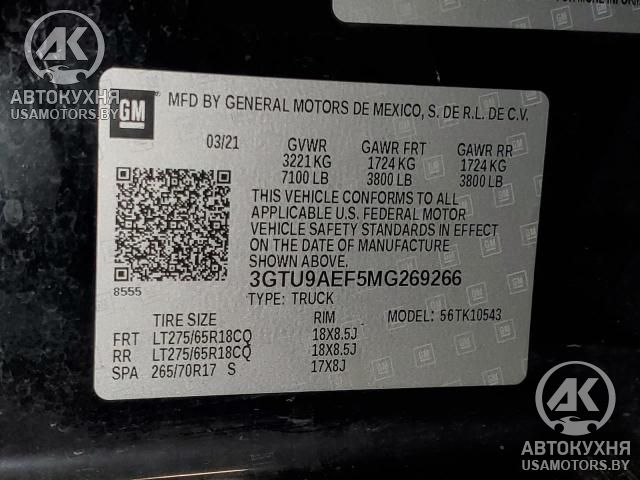 FOR MORE INFOR
AK
АВТОКУХНЯ
USAMOTORS.BY
GM
MFD BY GENERAL MOTORS DE MEXICO, S. DE R.L. DE C.V.
03/21 GVWR GAWR FRT GAWR RR
3221 KG 1724 KG 1724 KG
7100 LB 3800 LB 3800 LB
THIS VEHICLE CONFORMS TO ALL
APPLICABLE U.S. FEDERAL MOTOR
VEHICLE SAFETY STANDARDS IN EFFECT
ON THE DATE OF MANUFACTURE
SHOWN ABOVE.
8555
3GTU9AEF5MG269266
TYPE: TRUCK MODEL: 56TK10543
TIRE SIZE RIM
FRT LT275/65R18CQ 18X8.5J
RR LT275/65R18CQ 18X8.5J
SPA 265/70R17 S 17X8J
AK
АВТОКУХНЯ
USAMOTORS.BY